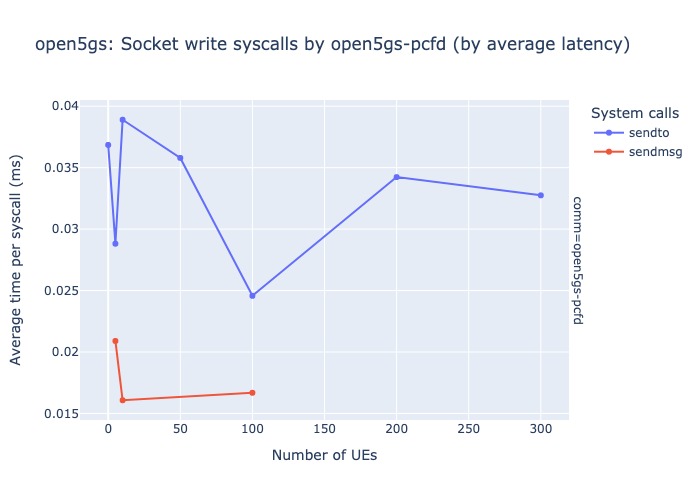 open5gs: Socket write syscalls by open5gs-pcfd (by average latency)
System calls
sendto
sendmsg
Average time per syscall (ms)
0.04
0.035
0.03
0.025
0.02
0.015
comm=open5gs-pcfd
0 50 100 150 200 250 300
Number of UEs